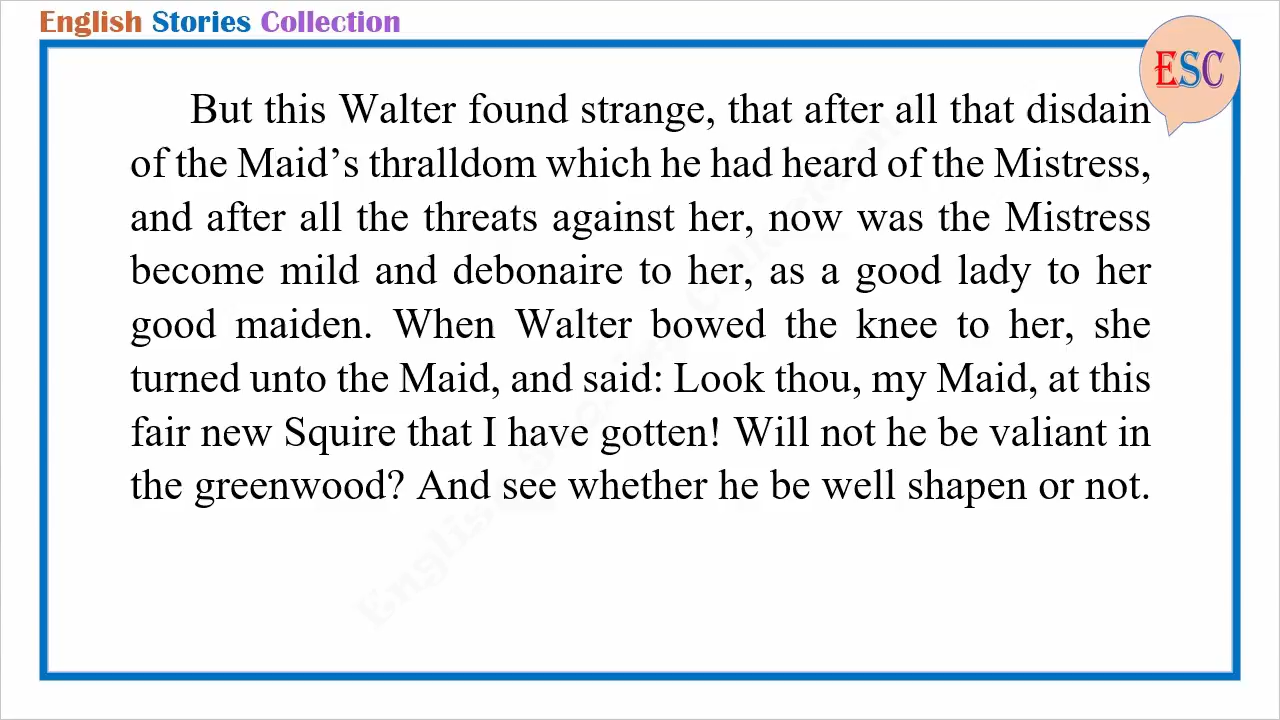 English Stories Collection
ESC
But this Walter found strange, that after all that disdain
of the Maid’s thralldom which he had heard of the Mistress,
and after all the threats against her, now was the Mistress
become mild and debonaire to her, as a good lady to her
good maiden. When Walter bowed the knee to her, she
turned unto the Maid, and said: Look thou, my Maid, at this
fair new Squire that I have gotten! Will not he be valiant in
the greenwood? And see whether he be well shapen or not.
English Stories Collection